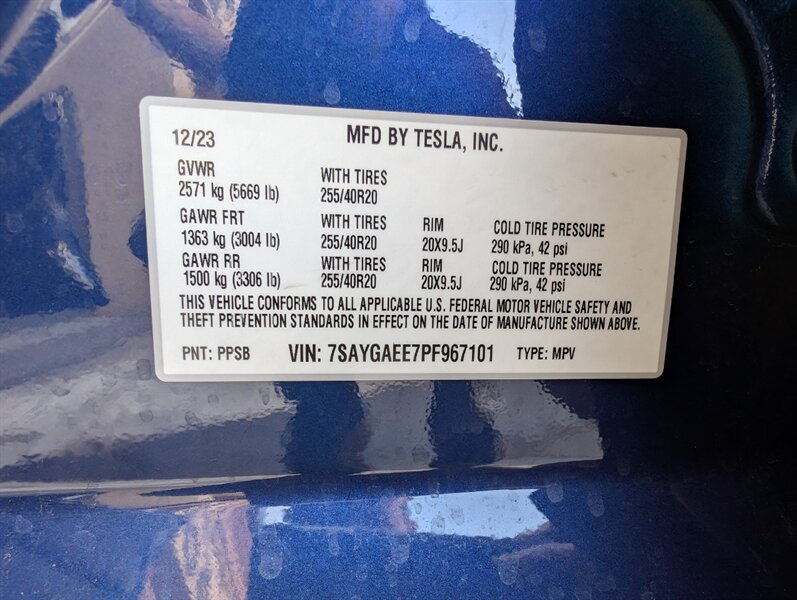 12/23 MFD BY TESLA, INC.
GVWR WITH TIRES
2571 kg (5669 lb) 255/40R20
GAWR FRT WITH TIRES RIM COLD TIRE PRESSURE
1363 kg (3004 lb) 255/40R20 20X9.5J 290 kPa, 42 psi
GAWR RR WITH TIRES RIM COLD TIRE PRESSURE
1500 kg (3306 lb) 255/40R20 20X9.5J 290 kPa, 42 psi
THIS VEHICLE CONFORMS TO ALL APPLICABLE U.S. FEDERAL MOTOR VEHICLE SAFETY AND
THEFT PREVENTION STANDARDS IN EFFECT ON THE DATE OF MANUFACTURE SHOWN ABOVE.
PNT: PPSB VIN: 7SAYGAEE7PF967101 TYPE: MPV